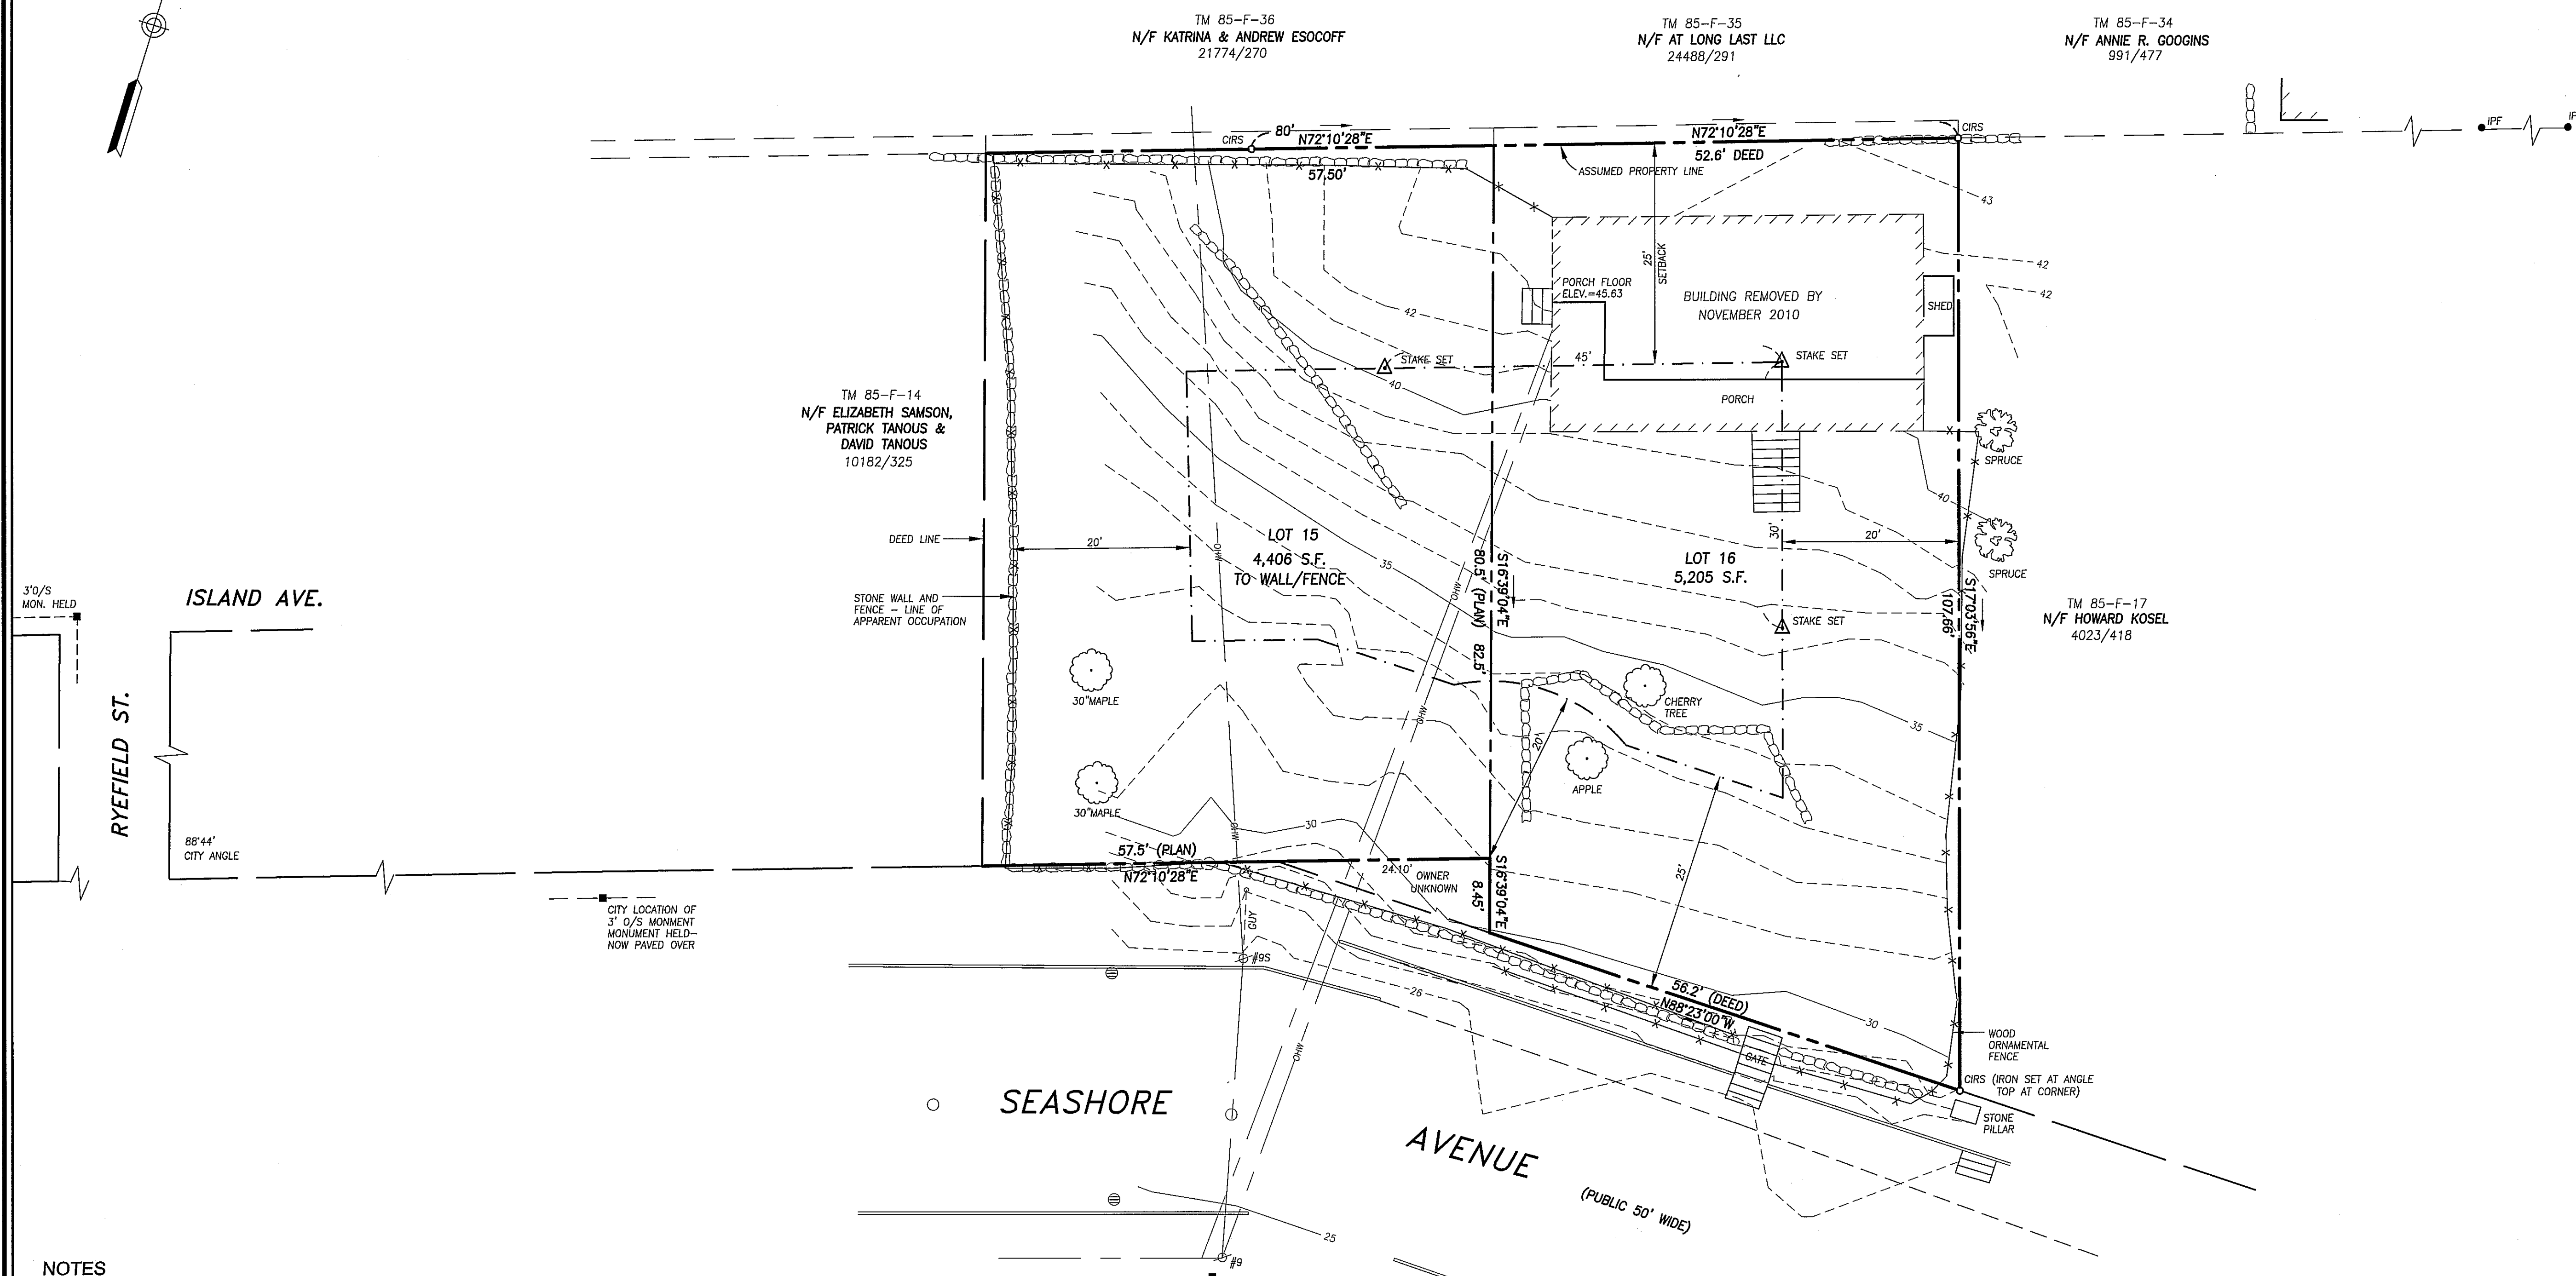 TM 85-F-36
N/F KATRINA & ANDREW ESOCOFF
21774/270
TM 85-F-35
N/F AT LONG LAST LLC
24488/291
TM 85-F-34
N/F ANNIE R. GOOGINS
991/477
CIRS
80'
N72°10'28"E
57.50'
N72°10'28"E
52.6' DEED
CIRS
IPF
ASSUMED PROPERTY LINE
43
42
42
25'
SETBACK
PORCH FLOOR
ELEV.=45.63
BUILDING REMOVED BY
NOVEMBER 2010
SHED
42
STAKE SET
45'
STAKE SET
40
PORCH
TM 85-F-14
N/F ELIZABETH SAMSON,
PATRICK TANOUS &
DAVID TANOUS
10182/325
SPRUCE
40
DEED LINE
20'
OHW
LOT 15
4,406 S.F.
TO WALL/FENCE
35
80.5' (PLAN)
82.5'
S16°39'04"E
LOT 16
5,205 S.F.
30'
20'
SPRUCE
S17°03'56"E
107.66'
3'O/S
MON. HELD
ISLAND AVE.
STONE WALL AND
FENCE – LINE OF
APPARENT OCCUPATION
OHW
STAKE SET
TM 85-F-17
N/F HOWARD KOSEL
4023/418
RYEFIELD ST.
30"MAPLE
OHW
CHERRY
TREE
35
20'
APPLE
30"MAPLE
OHW
30
25'
88°44'
CITY ANGLE
57.5' (PLAN)
N72°10'28"E
24.10'
OWNER
UNKNOWN
8.45'
S16°39'04"E
CITY LOCATION OF
3' O/S MONMENT
MONUMENT HELD–
NOW PAVED OVER
GUY
#9S
26
56.2' (DEED)
N88°23'00"W
30
WOOD
ORNAMENTAL
FENCE
GATE
OHW
CIRS (IRON SET AT ANGLE
TOP AT CORNER)
STONE
PILLAR
SEASHORE
AVENUE
(PUBLIC 50' WIDE)
25
#9
NOTES